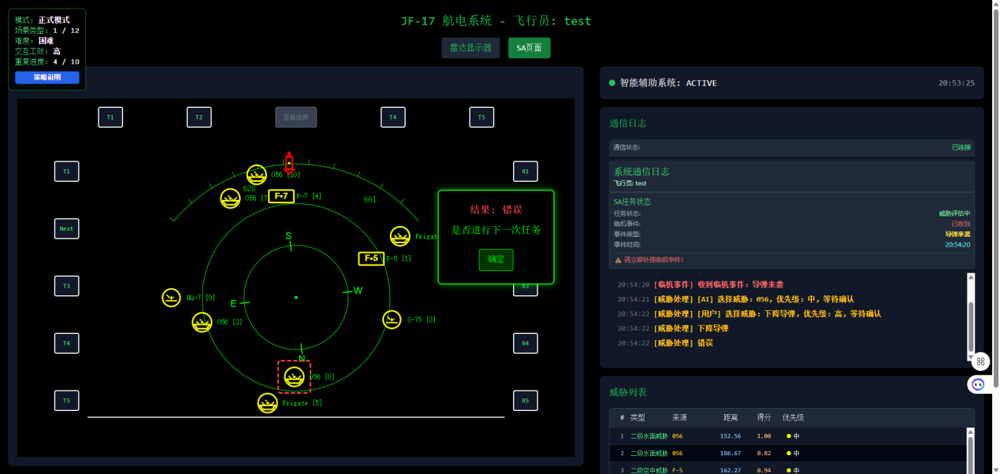 模式: 正式模式
场景类型: 1 / 12
难度: 困难
交互工效: 高
重复进度: 4 / 10
策略说明
JF-17 航电系统 - 飞行员: test
雷达显示器
SA页面
T1
T2
查看结果
T4
T5
T1
Next
T3
T4
T5
R1
R3
R4
R5
056 [10]
628
056 [7
F•7
F-7 [4]
661
Frigat
F•5
F-5 [1]
S
W
E
N
HQ-7 [9]
056 [2]
S-75 [3]
056 [0]
Frigate [5]
结果: 错误
是否进行下一次任务
确定
智能辅助系统: ACTIVE
20:53:25
通信日志
通信状态:
已连接
系统通信日志
飞行员: test
SA任务状态
任务状态:
威胁评估中
临机事件:
已收到
事件类型:
导弹来袭
事件时间:
20:54:20
请立即处理临机事件!
20:54:20 [临机事件] 收到临机事件: 导弹来袭
20:54:21 [威胁处理] [AI] 选择威胁: 056, 优先级: 中, 等待确认
20:54:22 [威胁处理] [用户] 选择威胁: 下降导弹, 优先级: 高, 等待确认
20:54:22 [威胁处理] 下降导弹
20:54:22 [威胁处理] 错误
威胁列表
# 类型 来源 距离 得分 优先级
1 二级水面威胁 056 152.56 1.00 中
2 二级水面威胁 056 186.67 0.82 中
3 二级空中威胁 F-5 162.27 0.94 中